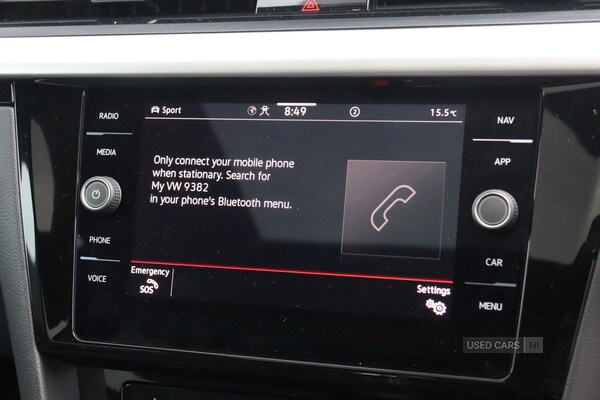 RADIO
MEDIA
PHONE
VOICE
Sport
8:49
2
15.5°C
Only connect your mobile phone
when stationary. Search for
My VW 9382
in your phone's Bluetooth menu.
Emergency
SOS
Settings
NAV
APP
CAR
MENU
USED CARS NI